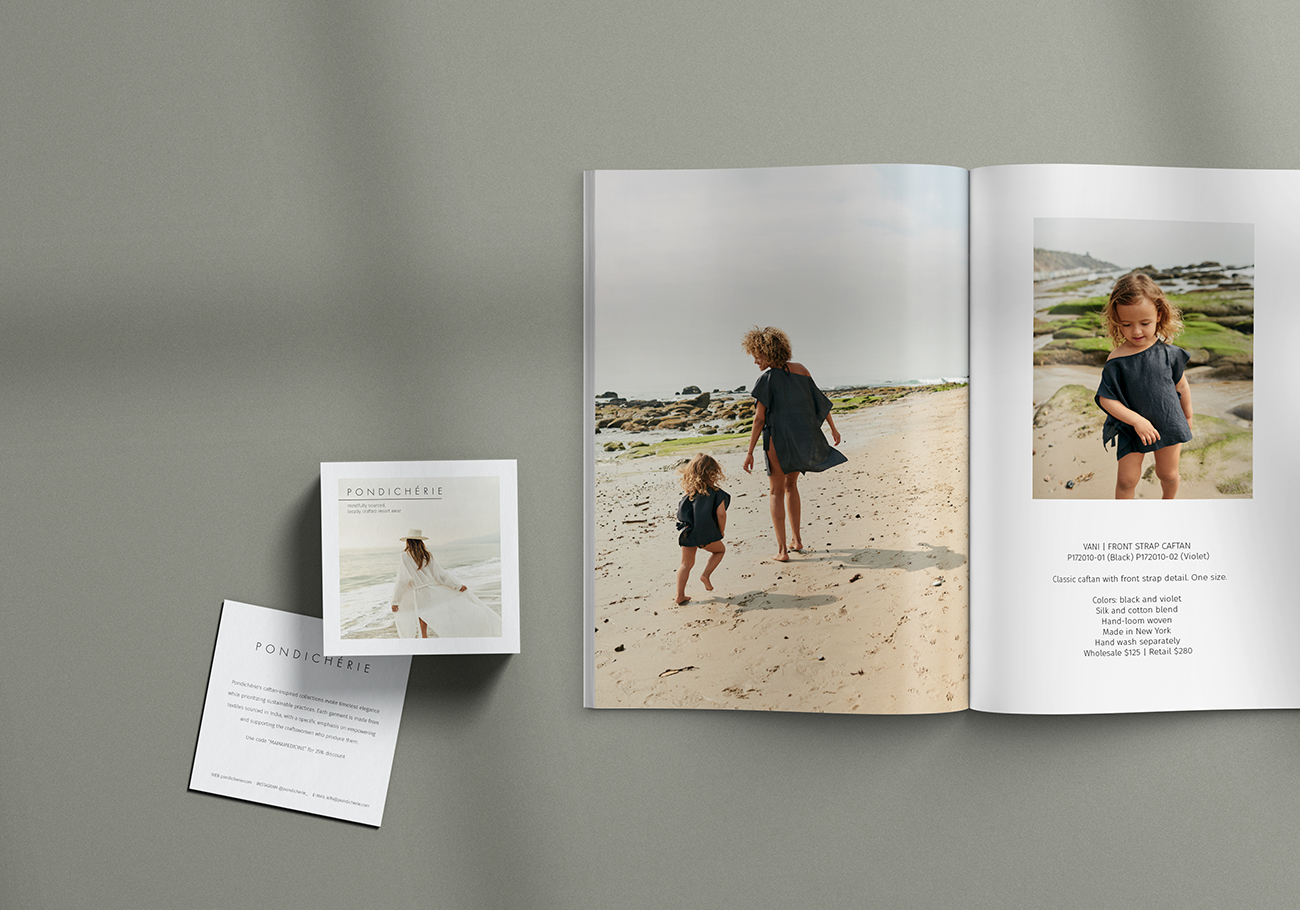 PONDICHÉRIE
mindfully sourced,
locally crafted resort wear
PONDICHÉRIE
Pondichérie's caftan-inspired collections evoke timeless elegance
while prioritizing sustainable practices. Each garment is made from
textiles sourced in India, with a specific emphasis on empowering
and supporting the craftswomen who produce them.
Use code "MAINMEDICINE" for 25% discount
WEB pondicherie.com INSTAGRAM @pondicherie_ E-MAIL info@pondicherie.com
VANI | FRONT STRAP CAFTAN
P172010-01 (Black) P172010-02 (Violet)
Classic caftan with front strap detail. One size.
Colors: black and violet
Silk and cotton blend
Hand-loom woven
Made in New York
Hand wash separately
Wholesale $125 | Retail $280